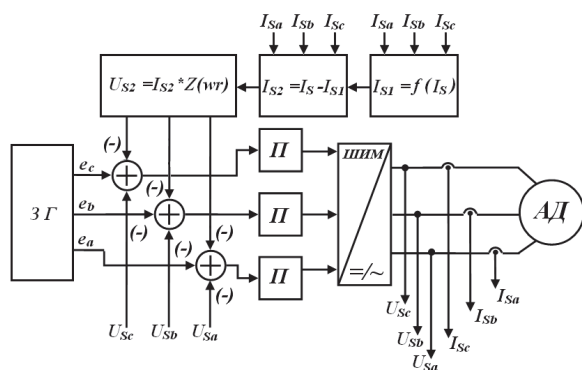 I_Sa I_Sb I_Sc I_Sa I_Sb I_Sc
U_S2 =I_S2*Z(wr) I_S2 =I_S -I_S1 I_S1 =f (I_S)
(-)
(-)
(-)
З Г
e_c
e_b
e_a
(-)
(-)
(-)
П
П
П
ШИМ
=/~
АД
U_Sc U_Sb U_Sa
U_Sc
U_Sb
U_Sa
I_Sc
I_Sb
I_Sa